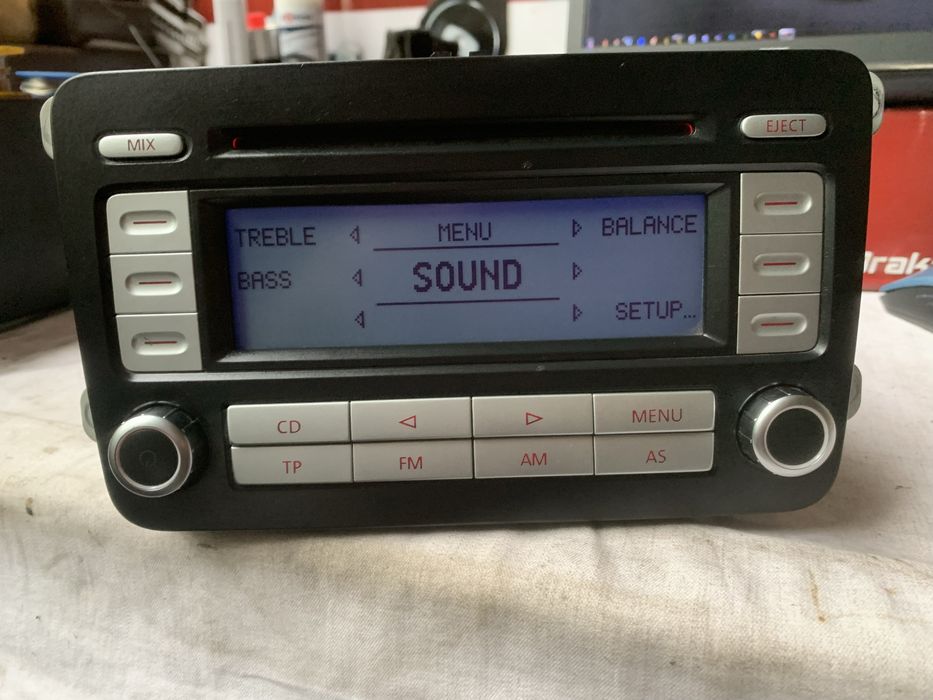 MIX
EJECT
TREBLE MENU BALANCE
BASS SOUND
SETUP...
CD MENU
TP FM AM AS